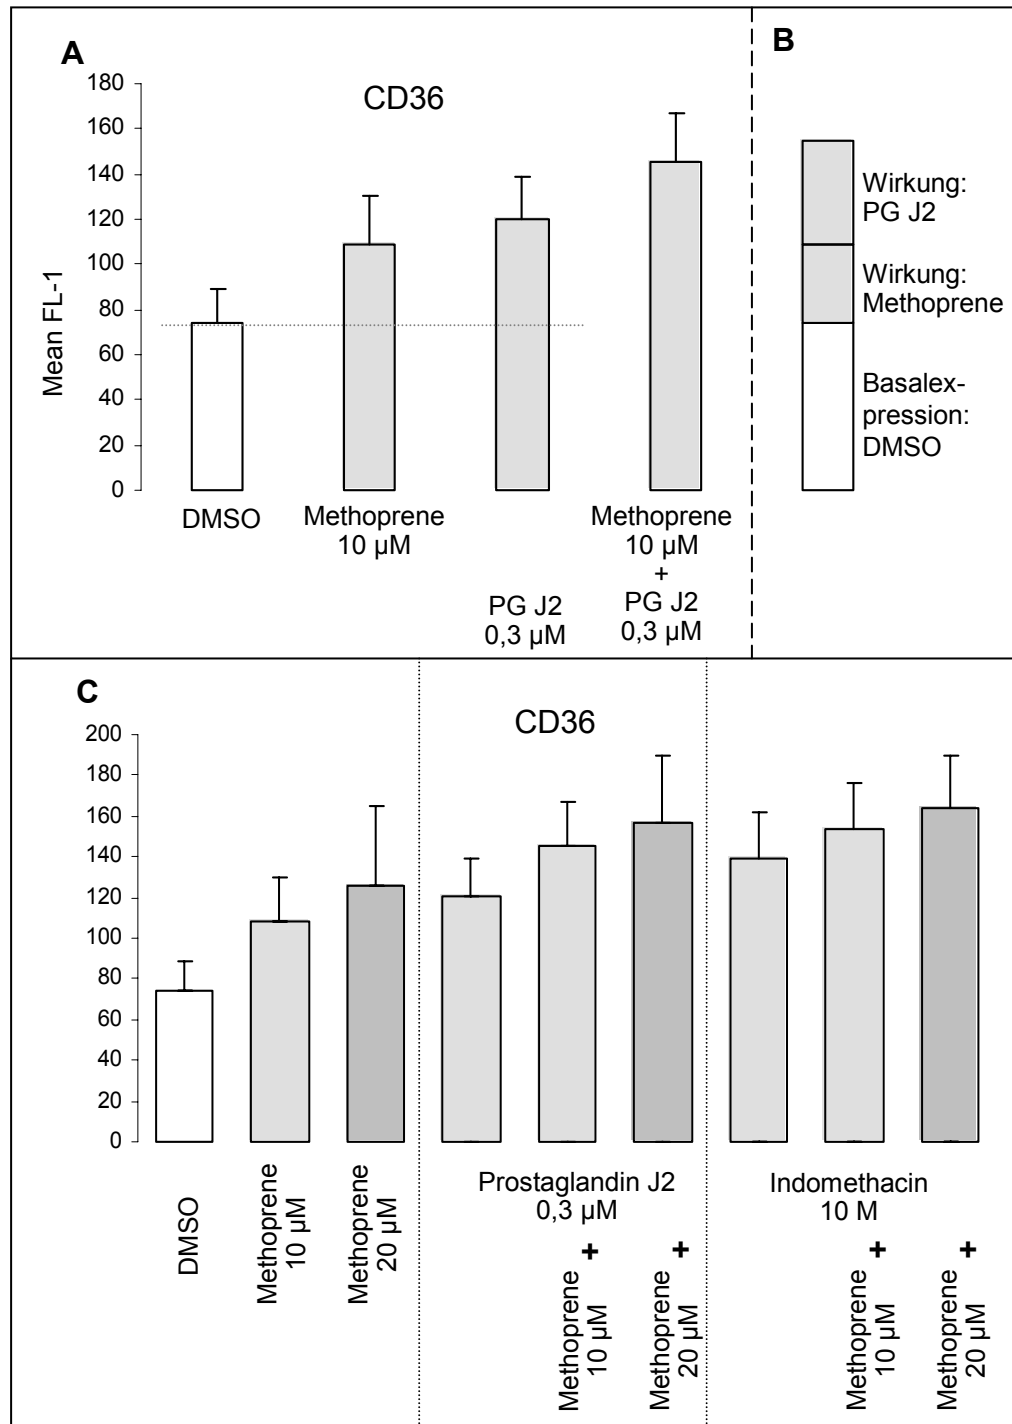 A
CD36
Mean FL-1
180
160
140
120
100
80
60
40
20
0
DMSO
Methoprene
10 µM
PG J2
0,3 µM
Methoprene
10 µM
+
PG J2
0,3 µM
B
Wirkung:
PG J2
Wirkung:
Methoprene
Basalex-
pression:
DMSO
C
CD36
200
180
160
140
120
100
80
60
40
20
0
DMSO
Methoprene
10 µM
Methoprene
20 µM
Prostaglandin J2
0,3 µM
+
Methoprene
10 µM
+
Methoprene
20 µM
Indomethacin
10 M
+
Methoprene
10 µM
+
Methoprene
20 µM